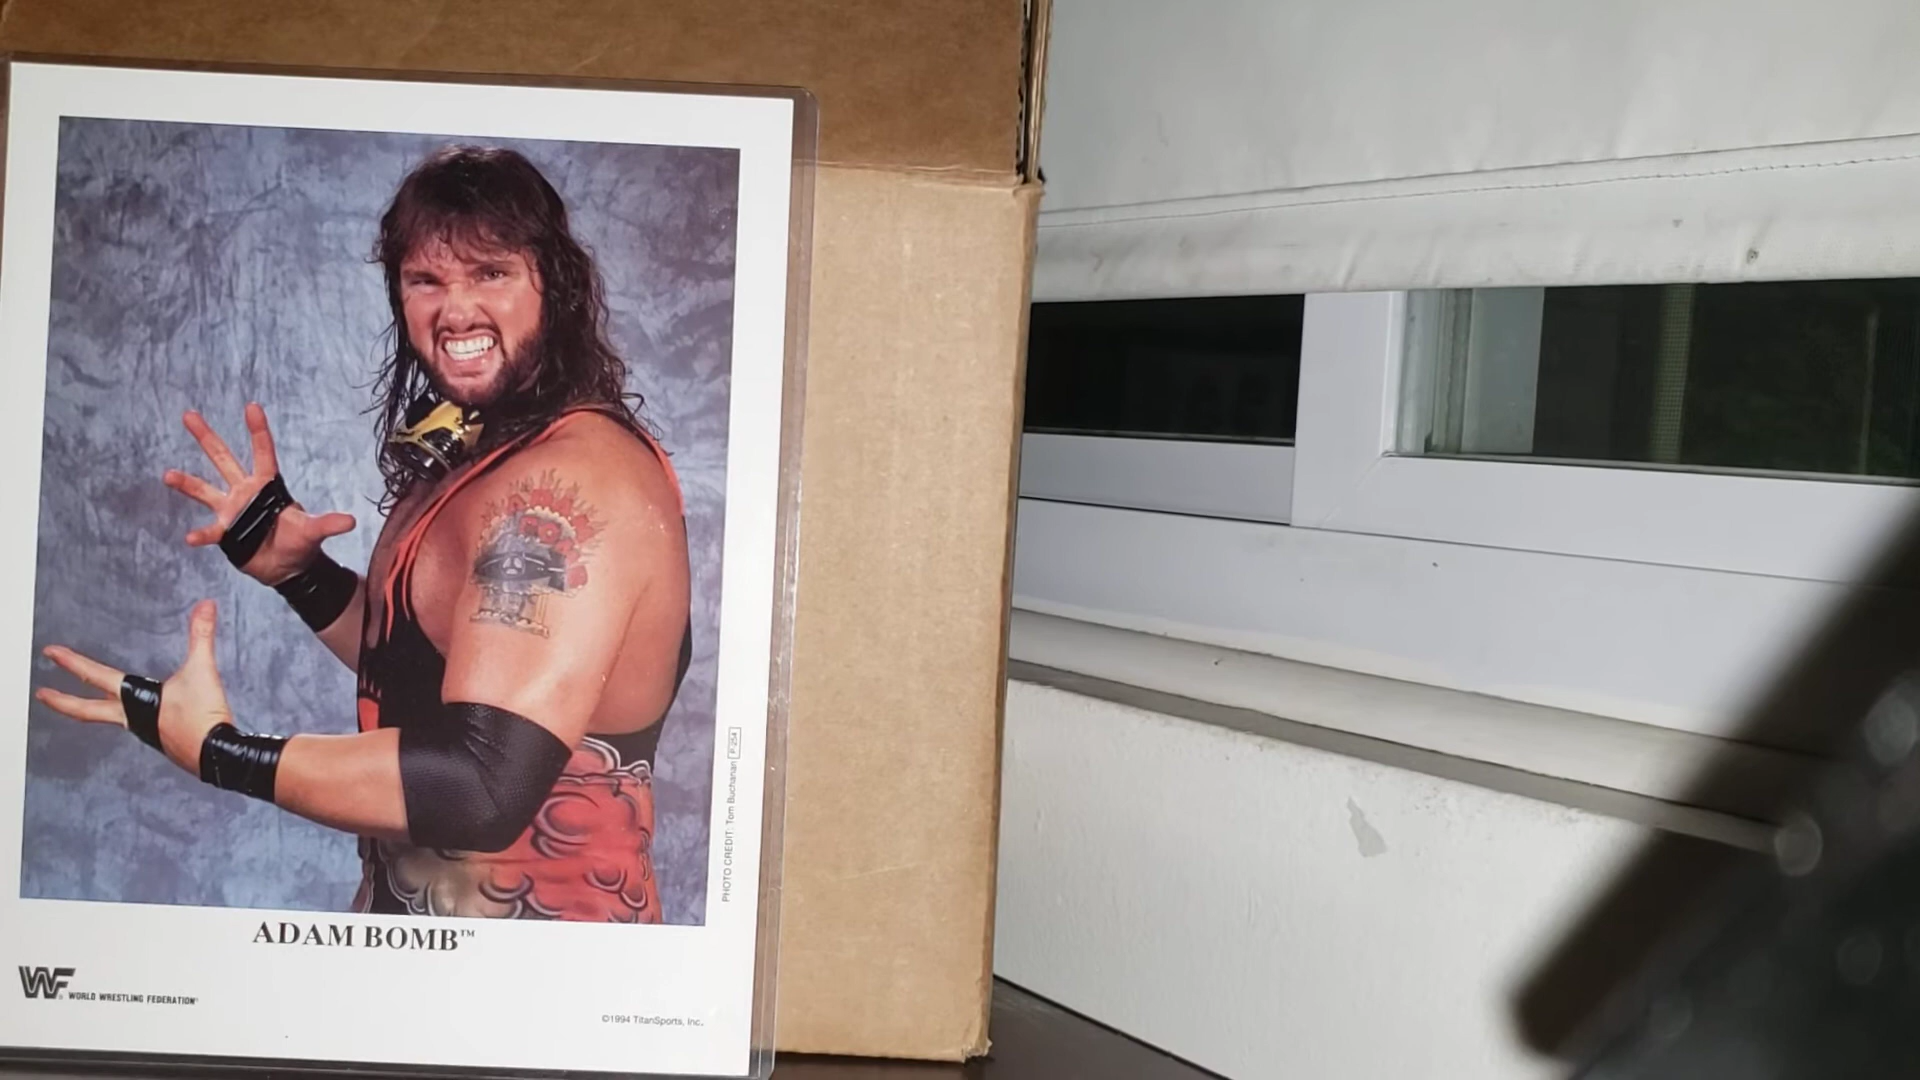 ADAM BOMB™
WF WORLD WRESTLING FEDERATION
©1994 TitanSports, Inc.
PHOTO CREDIT: Tom Buchanan P-254